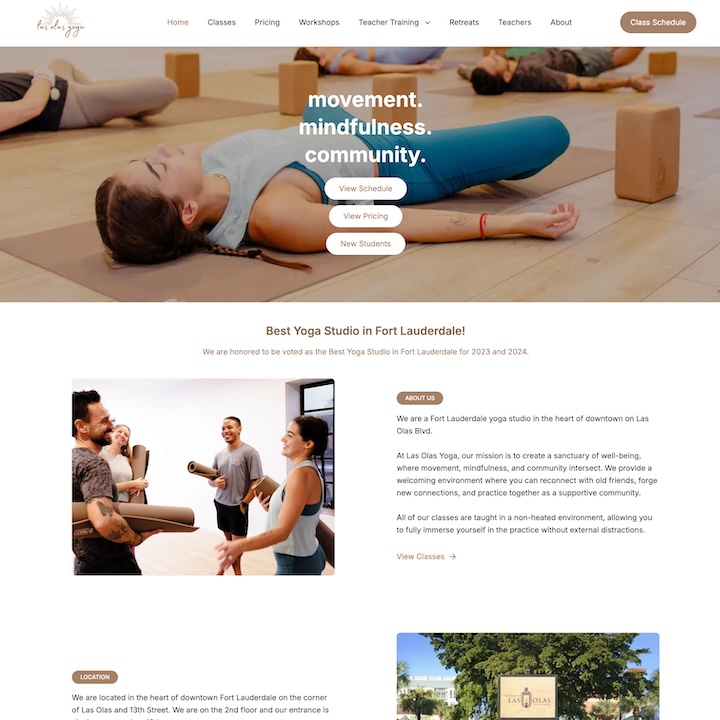 las olas yoga
Home
Classes
Pricing
Workshops
Teacher Training
Retreats
Teachers
About
Class Schedule
movement.
mindfulness.
community.
View Schedule
View Pricing
New Students
Best Yoga Studio in Fort Lauderdale!
We are honored to be voted as the Best Yoga Studio in Fort Lauderdale for 2023 and 2024.
ABOUT US
We are a Fort Lauderdale yoga studio in the heart of downtown on Las
Olas Blvd.
At Las Olas Yoga, our mission is to create a sanctuary of well-being,
where movement, mindfulness, and community intersect. We provide a
welcoming environment where you can reconnect with old friends, forge
new connections, and practice together as a supportive community.
All of our classes are taught in a non-heated environment, allowing you
to fully immerse yourself in the practice without external distractions.
View Classes
LOCATION
We are located in the heart of downtown Fort Lauderdale on the corner
of Las Olas and 13th Street. We are on the 2nd floor and our entrance is
LAS OLAS